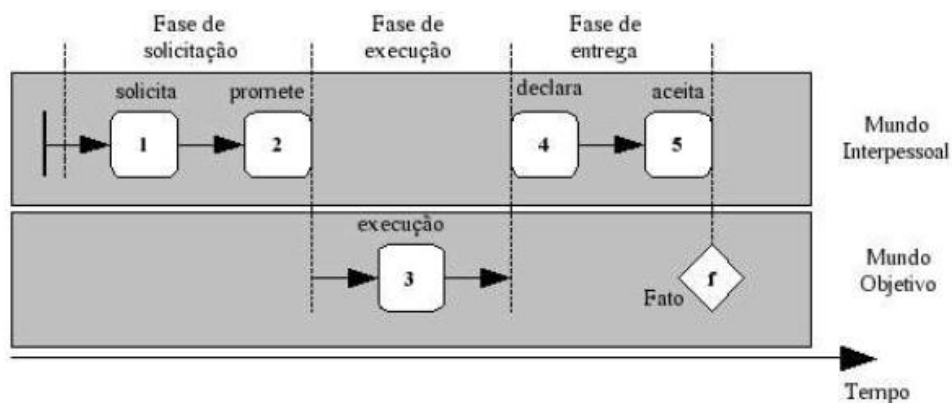 Fase de
solicitação
Fase de
execução
Fase de
entrega
solicita
promete
declara
aceita
1
2
4
5
Mundo
Interpessoal
execução
3
Fato
f
Mundo
Objetivo
Tempo